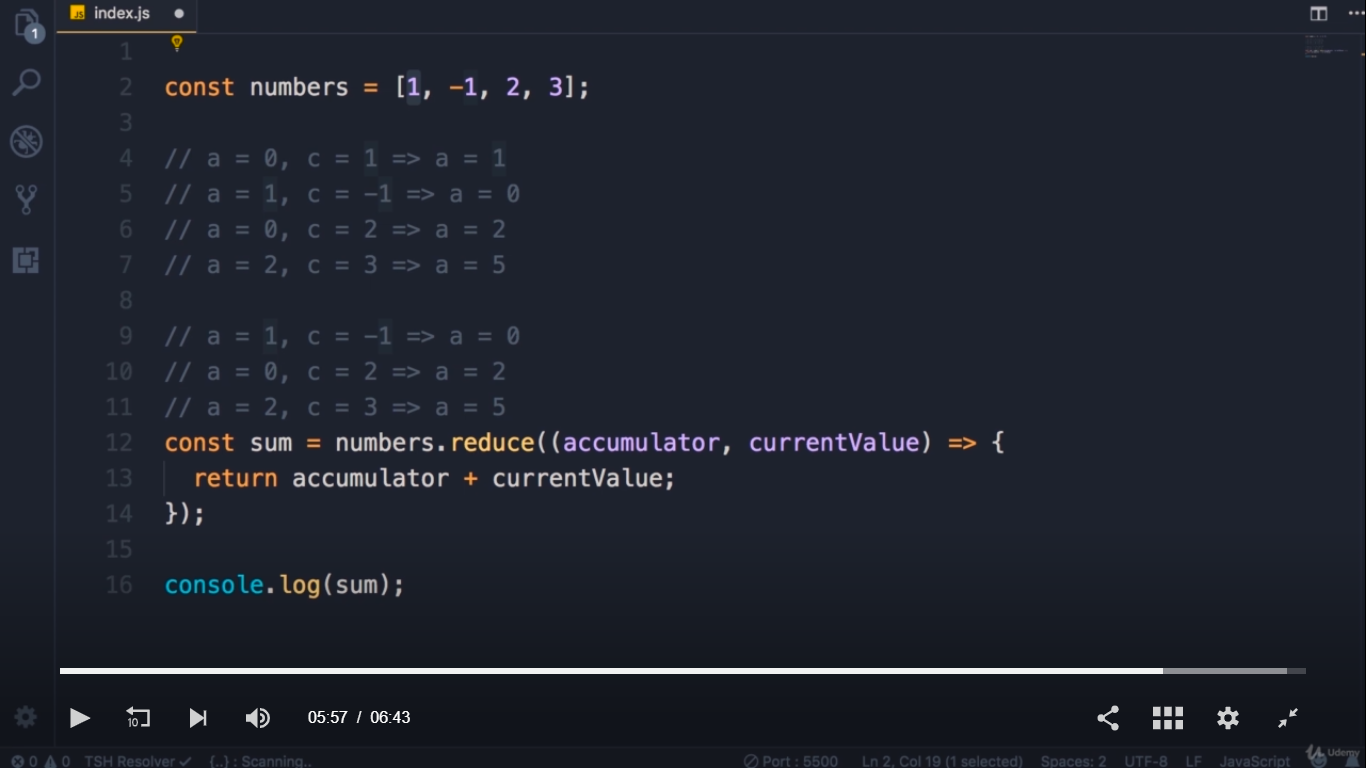 JS index.js
1
1
2 const numbers = [1, -1, 2, 3];
3
4 // a = 0, c = 1 => a = 1
5 // a = 1, c = -1 => a = 0
6 // a = 0, c = 2 => a = 2
7 // a = 2, c = 3 => a = 5
8
9 // a = 1, c = -1 => a = 0
10 // a = 0, c = 2 => a = 2
11 // a = 2, c = 3 => a = 5
12 const sum = numbers.reduce((accumulator, currentValue) => {
13 return accumulator + currentValue;
14 });
15
16 console.log(sum);
10 05:57 / 06:43
0 0 TSH Resolver {..} : Scanning.. Port : 5500 Ln 2, Col 19 (1 selected) Spaces: 2 UTF-8 LF JavaScript Udemy